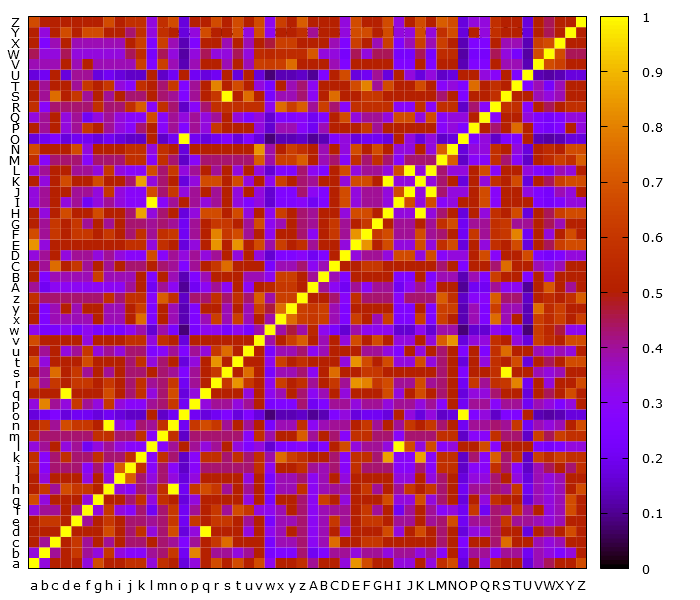 Z
Y
X
W
V
U
T
S
R
Q
P
O
N
M
L
K
J
I
H
G
F
E
D
C
B
A
z
y
x
w
v
u
t
s
r
q
p
o
n
m
l
k
j
i
h
g
f
e
d
c
b
a
a b c d e f g h i j k l m n o p q r s t u v w x y z A B C D E F G H I J K L M N O P Q R S T U V W X Y Z
1
0.9
0.8
0.7
0.6
0.5
0.4
0.3
0.2
0.1
0